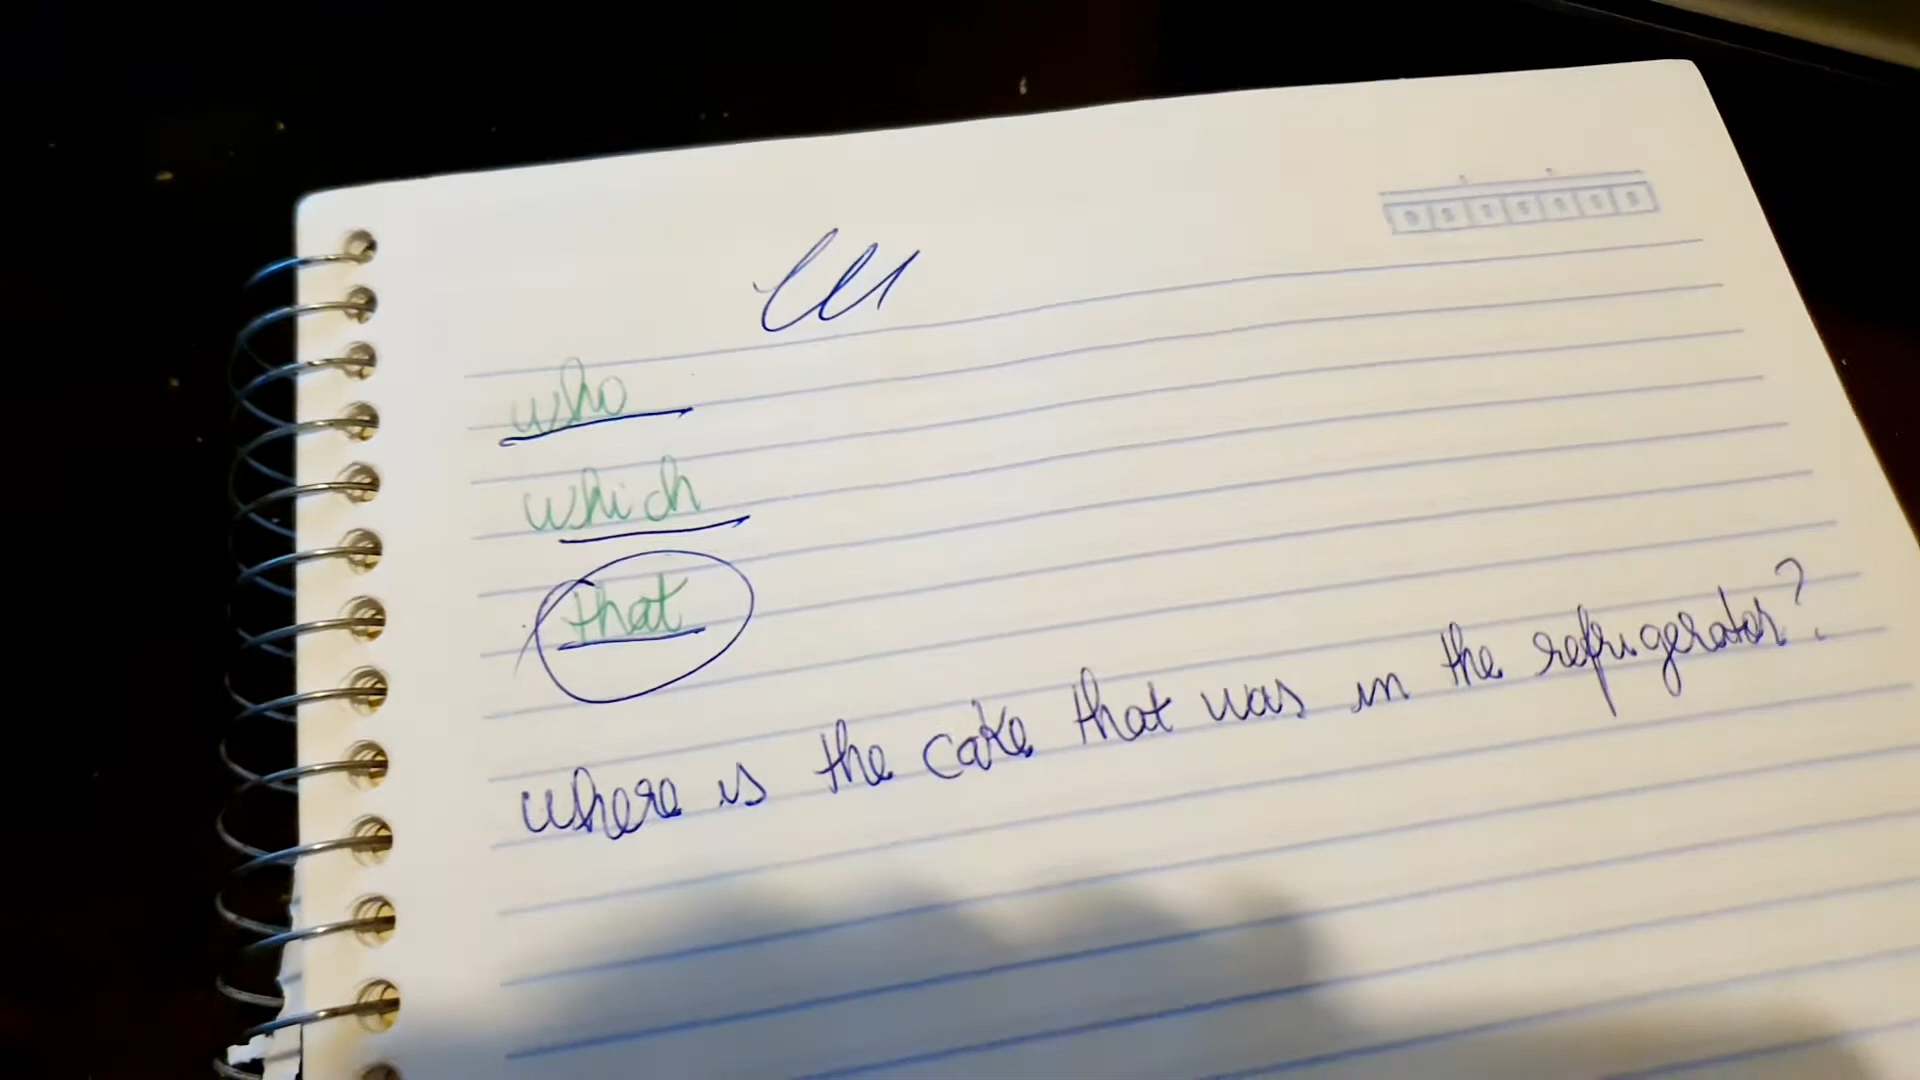 who
which
that
where is the cake that was in the refrigerator?